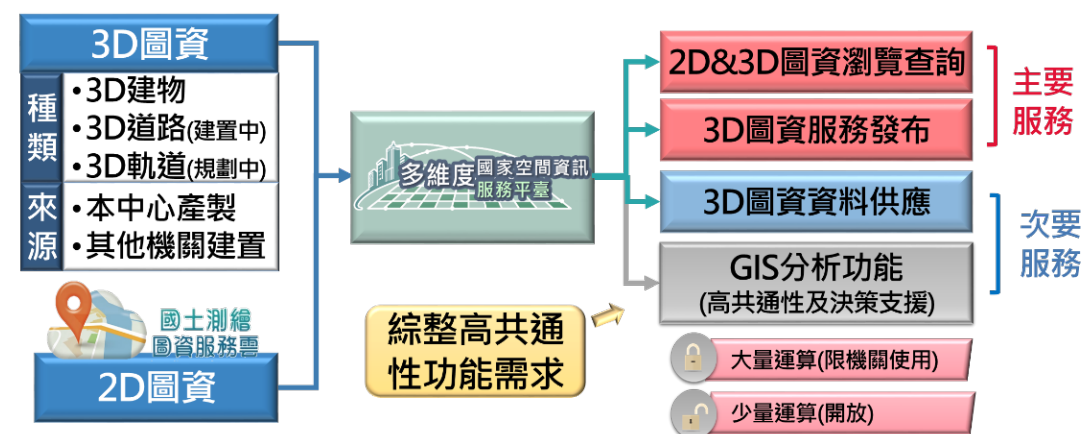 3D圖資
種類
•3D建物
•3D道路(建置中)
•3D軌道(規劃中)
來源
•本中心產製
•其他機關建置
國土測繪
圖資服務雲
2D圖資
多維度 國家空間資訊
服務平臺
綜整高共通
性功能需求
2D&3D圖資瀏覽查詢
3D圖資服務發布
主要
服務
3D圖資資料供應
GIS分析功能
(高共通性及決策支援)
次要
服務
大量運算(限機關使用)
少量運算(開放)